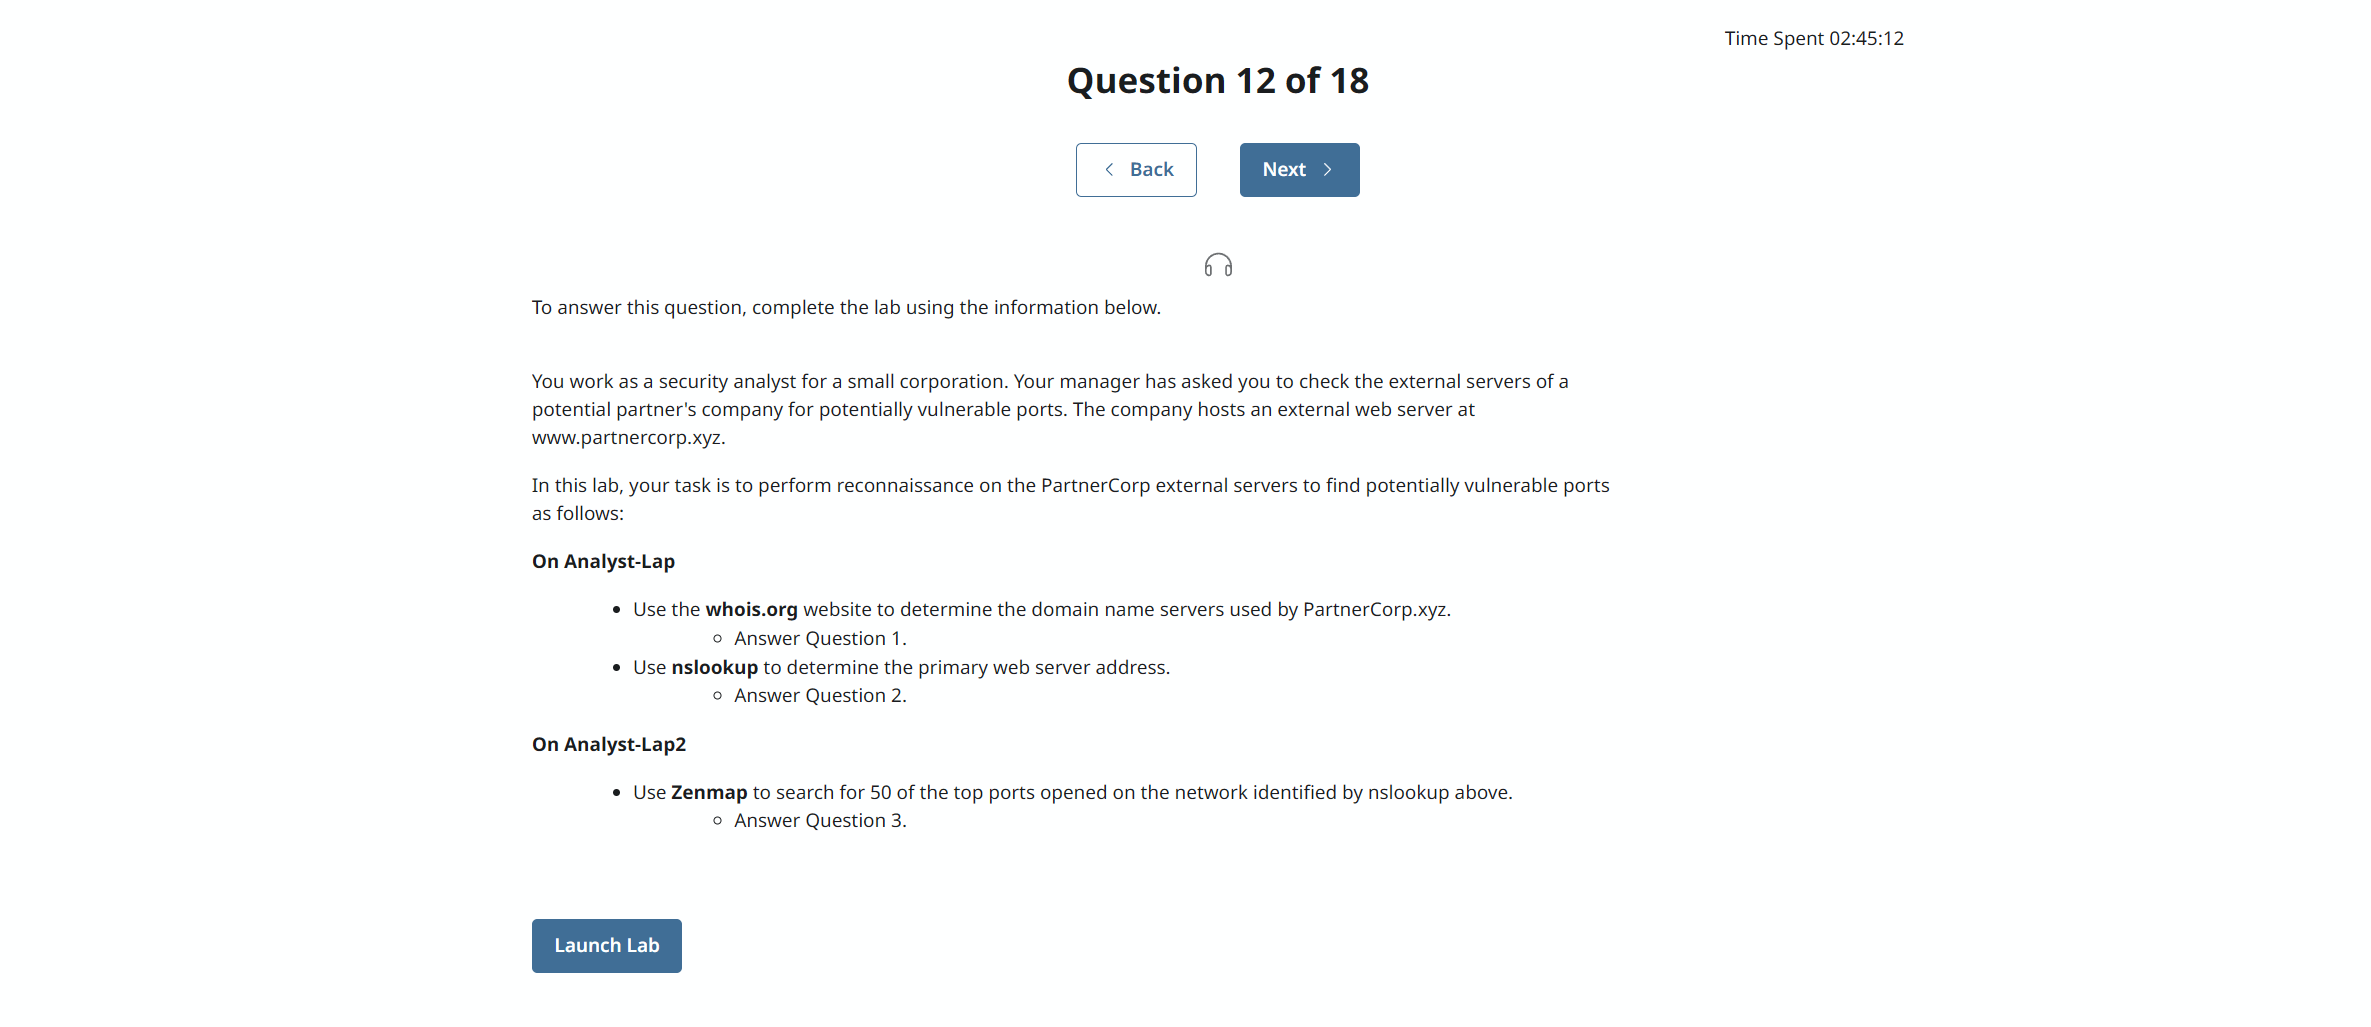 Time Spent 02:45:12
Question 12 of 18
Back
Next
To answer this question, complete the lab using the information below.
You work as a security analyst for a small corporation. Your manager has asked you to check the external servers of a
potential partner's company for potentially vulnerable ports. The company hosts an external web server at
www.partnercorp.xyz.
In this lab, your task is to perform reconnaissance on the PartnerCorp external servers to find potentially vulnerable ports
as follows:
On Analyst-Lap
Use the whois.org website to determine the domain name servers used by PartnerCorp.xyz.
Answer Question 1.
Use nslookup to determine the primary web server address.
Answer Question 2.
On Analyst-Lap2
Use Zenmap to search for 50 of the top ports opened on the network identified by nslookup above.
Answer Question 3.
Launch Lab